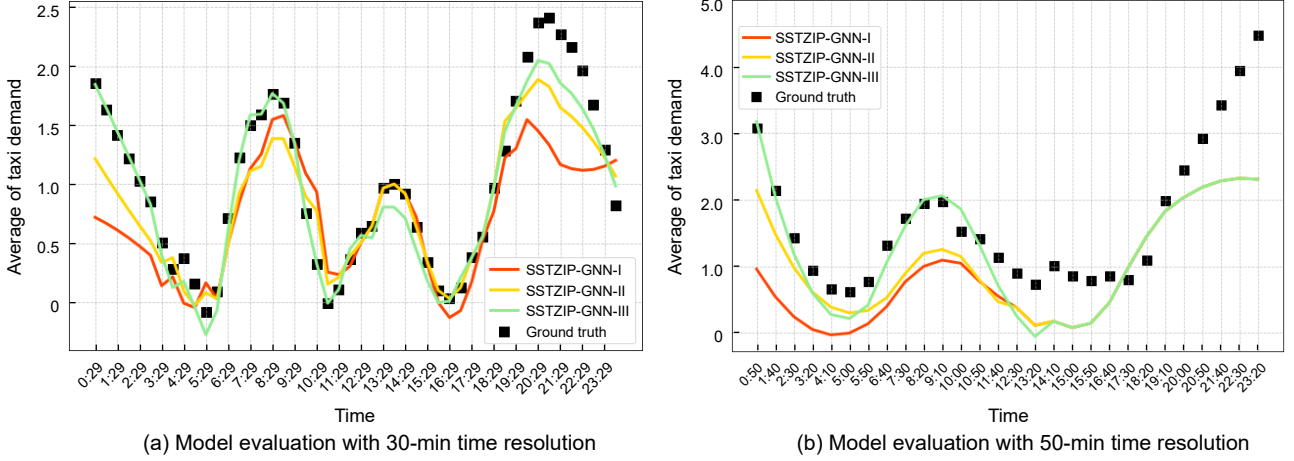 2.5
2.0
1.5
1.0
0.5
0
Average of taxi demand
SSTZIP-GNN-I
SSTZIP-GNN-II
SSTZIP-GNN-III
Ground truth
0:29 1:29 2:29 3:29 4:29 5:29 6:29 7:29 8:29 9:29 10:29 11:29 12:29 13:29 14:29 15:29 16:29 17:29 18:29 19:29 20:29 21:29 22:29 23:29
Time
(a) Model evaluation with 30-min time resolution
5.0
4.0
3.0
2.0
1.0
0
Average of taxi demand
SSTZIP-GNN-I
SSTZIP-GNN-II
SSTZIP-GNN-III
Ground truth
0:50 1:40 2:30 3:20 4:10 5:00 5:50 6:40 7:30 8:20 9:10 10:00 10:50 11:40 12:30 13:20 14:10 15:00 15:50 16:40 17:30 18:20 19:10 20:00 20:50 21:40 22:30 23:20
Time
(b) Model evaluation with 50-min time resolution